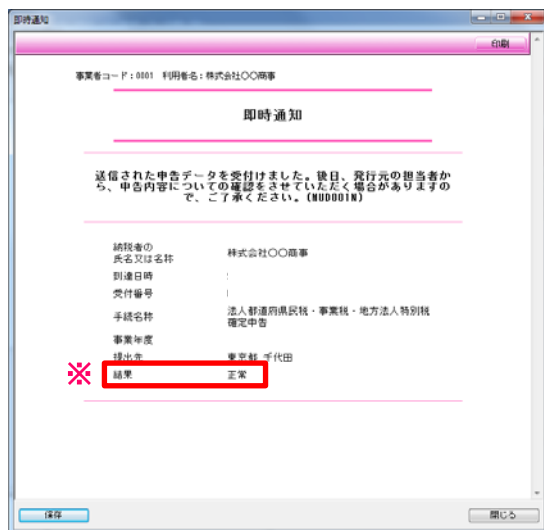 即時通知
印刷
事業者コード：0001 利用者名：株式会社〇〇商事
即時通知
送信された申告データを受付けました。後日、発行元の担当者か
ら、申告内容についての確認をさせていただく場合がありますの
で、ご了承ください。(NUD001N)
納税者の
氏名又は名称 株式会社〇〇商事
到達日時
受付番号
手続名称 法人都道府県民税・事業税・地方法人特別税
確定申告
事業年度
提出先 東京都 千代田
※ 結果 正常
保存 閉じる